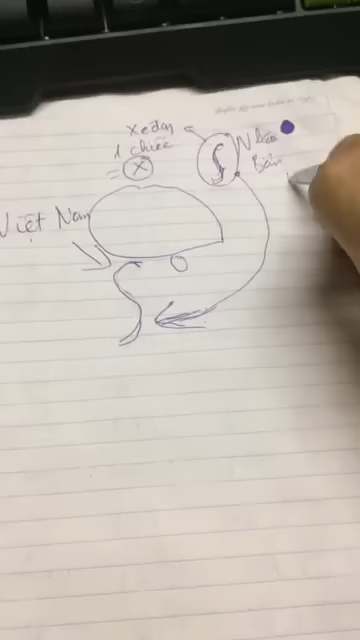 xe đạp
1 chiếc
= X
Nhật
Bản
Việt Nam